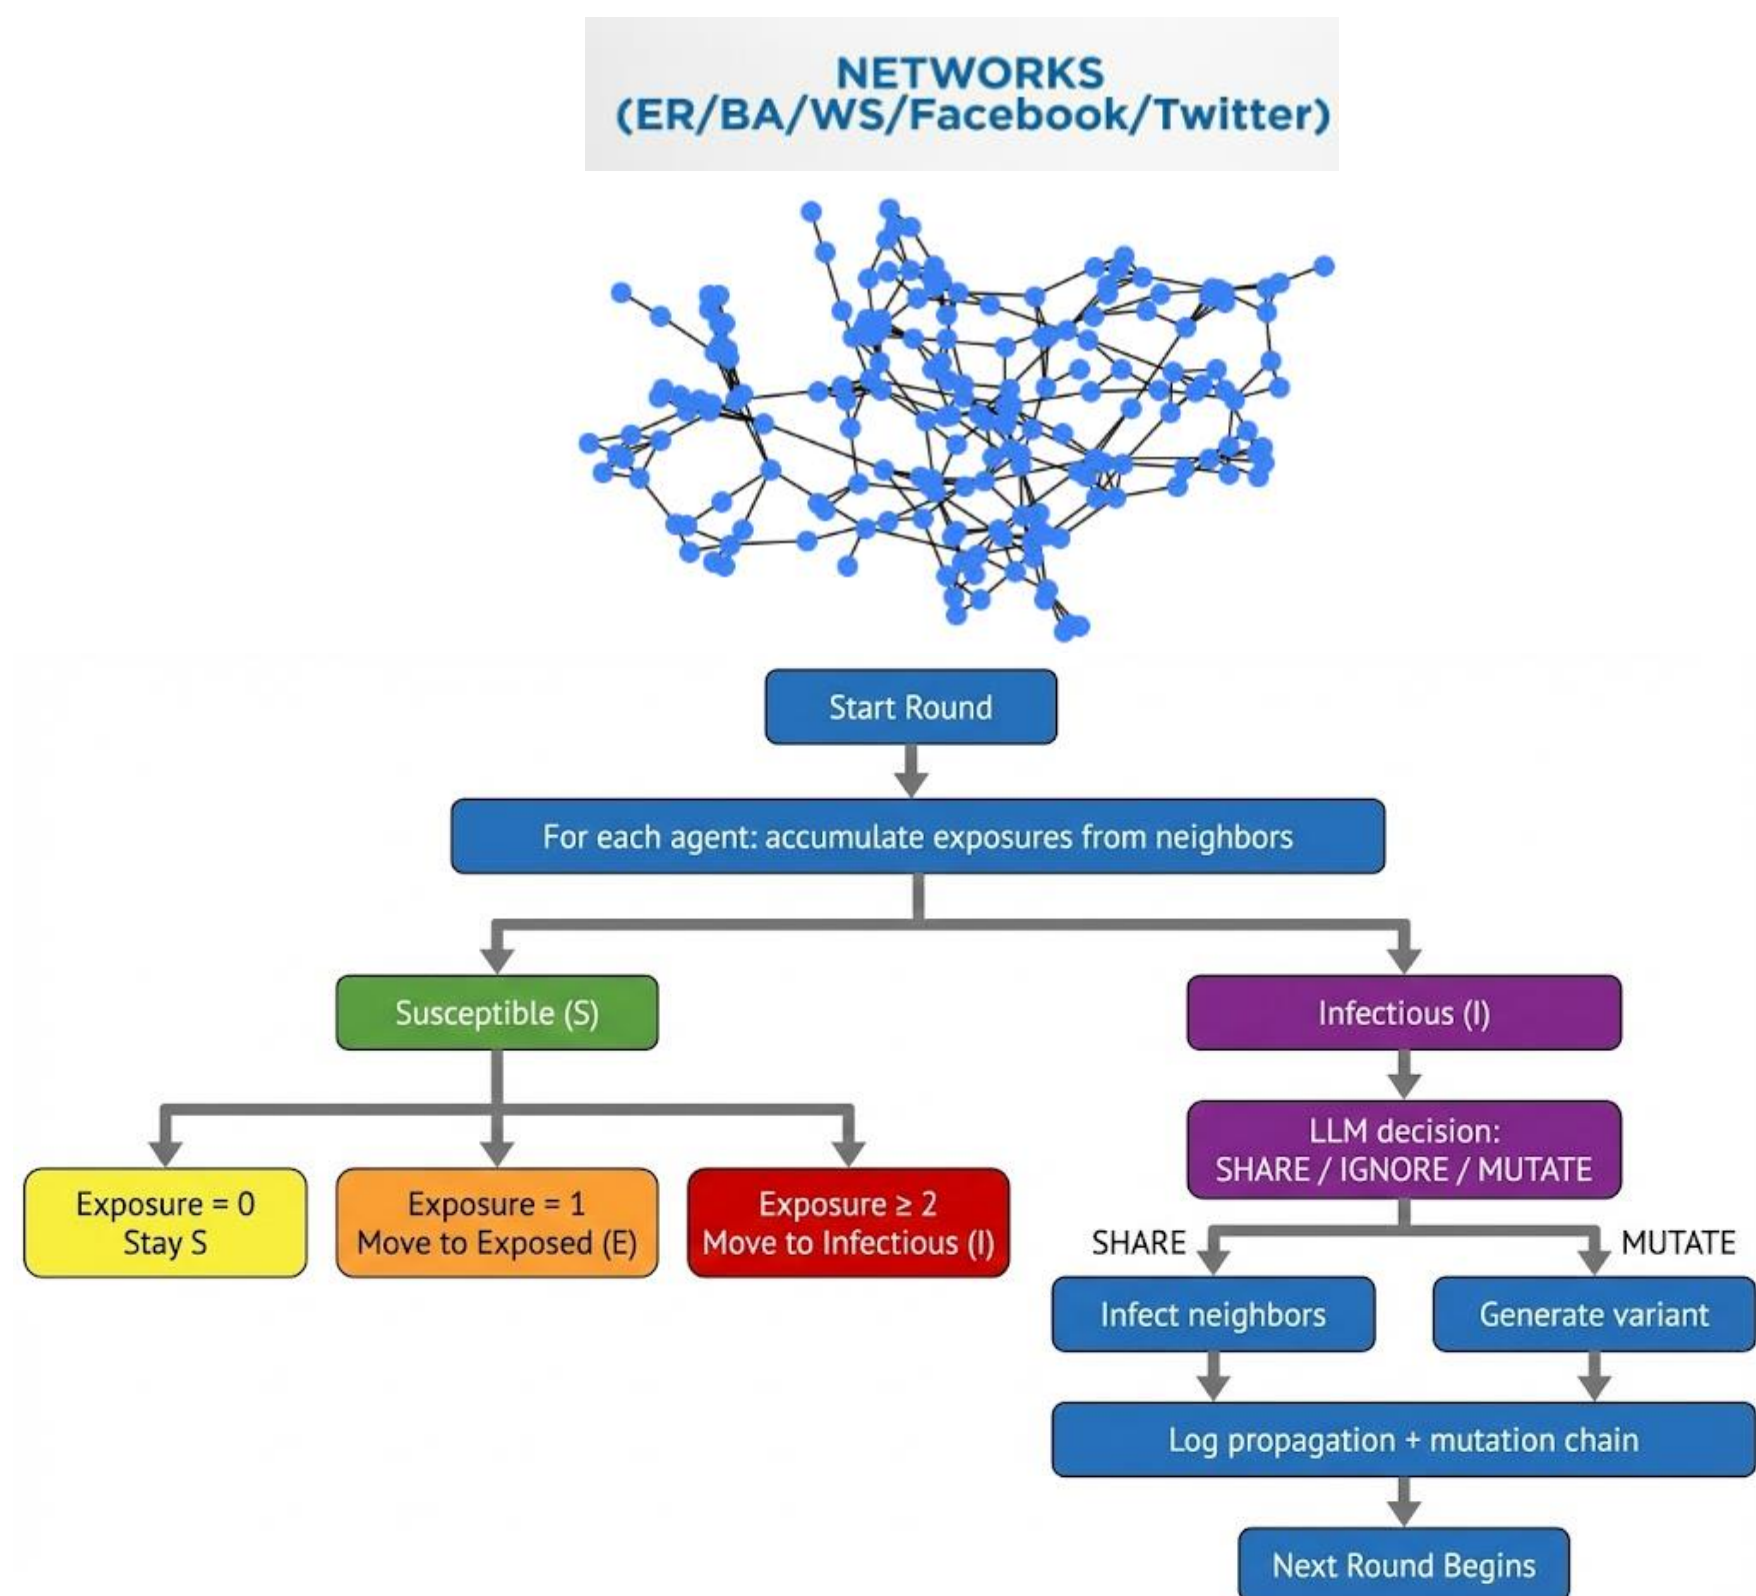 NETWORKS
(ER/BA/WS/Facebook/Twitter)
Start Round
For each agent: accumulate exposures from neighbors
Susceptible (S)
Infectious (I)
LLM decision:
SHARE / IGNORE / MUTATE
Exposure = 0
Stay S
Exposure = 1
Move to Exposed (E)
Exposure ≥ 2
Move to Infectious (I)
SHARE
MUTATE
Infect neighbors
Generate variant
Log propagation + mutation chain
Next Round Begins